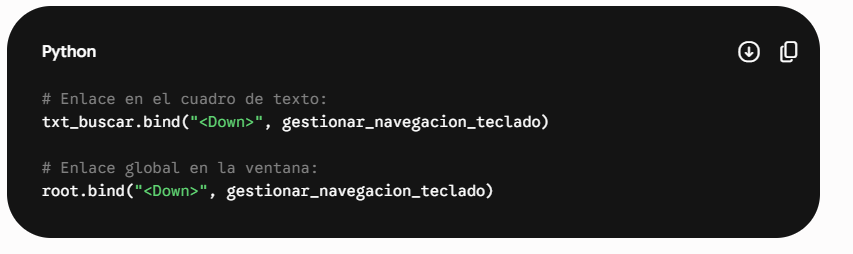 Python
# Enlace en el cuadro de texto:
txt_buscar.bind("<Down>", gestionar_navegacion_teclado)
# Enlace global en la ventana:
root.bind("<Down>", gestionar_navegacion_teclado)